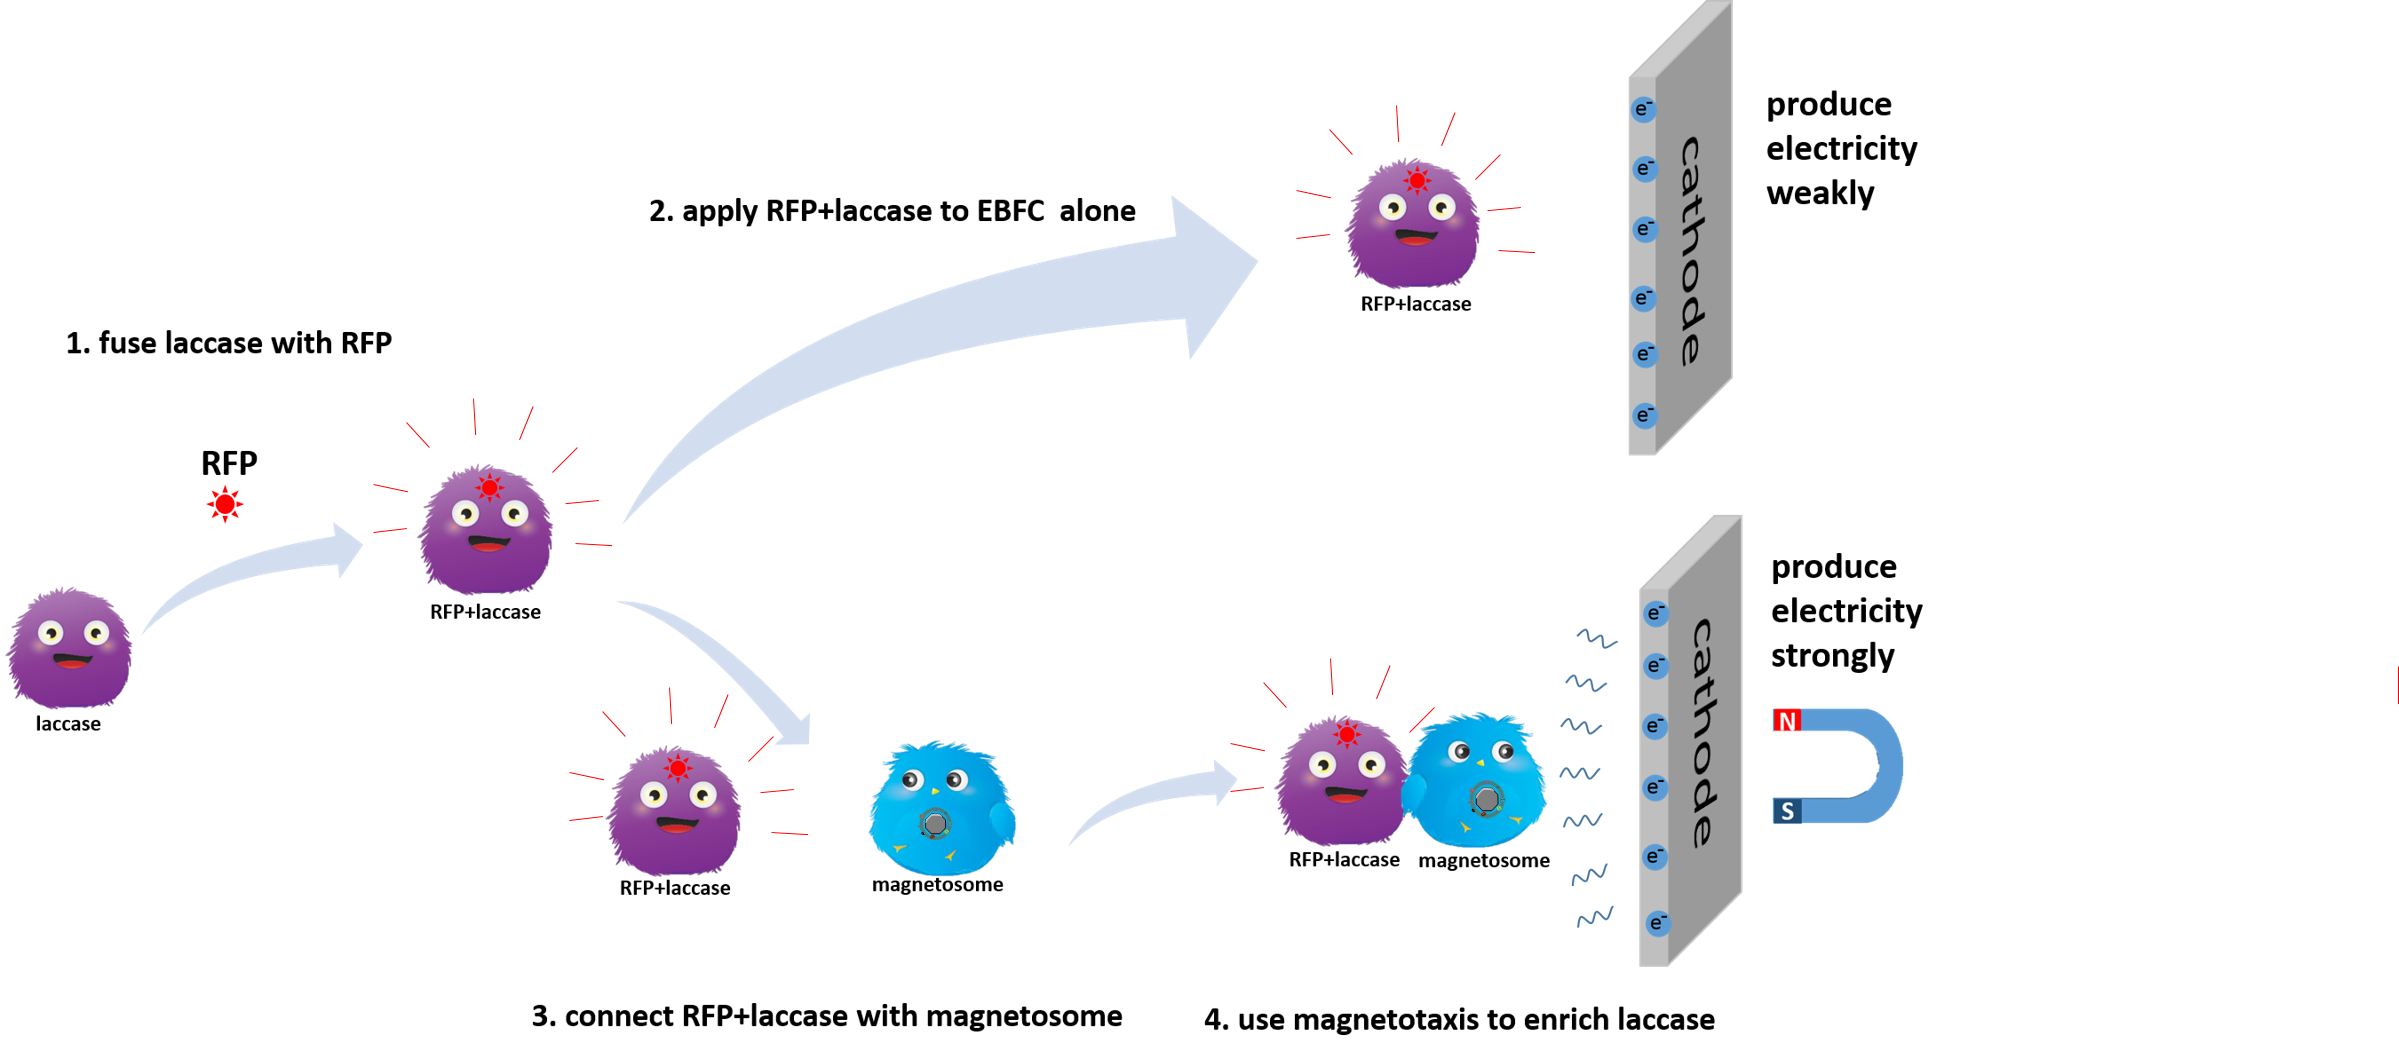 1. fuse laccase with RFP
RFP
laccase
RFP+laccase
2. apply RFP+laccase to EBFC  alone
RFP+laccase
e-
e-
e-
e-
e-
e-
cathode
produce
electricity
weakly
RFP+laccase
magnetosome
3. connect RFP+laccase with magnetosome
RFP+laccase
magnetosome
4. use magnetotaxis to enrich laccase
e-
e-
e-
e-
e-
e-
cathode
produce
electricity
strongly
N
S